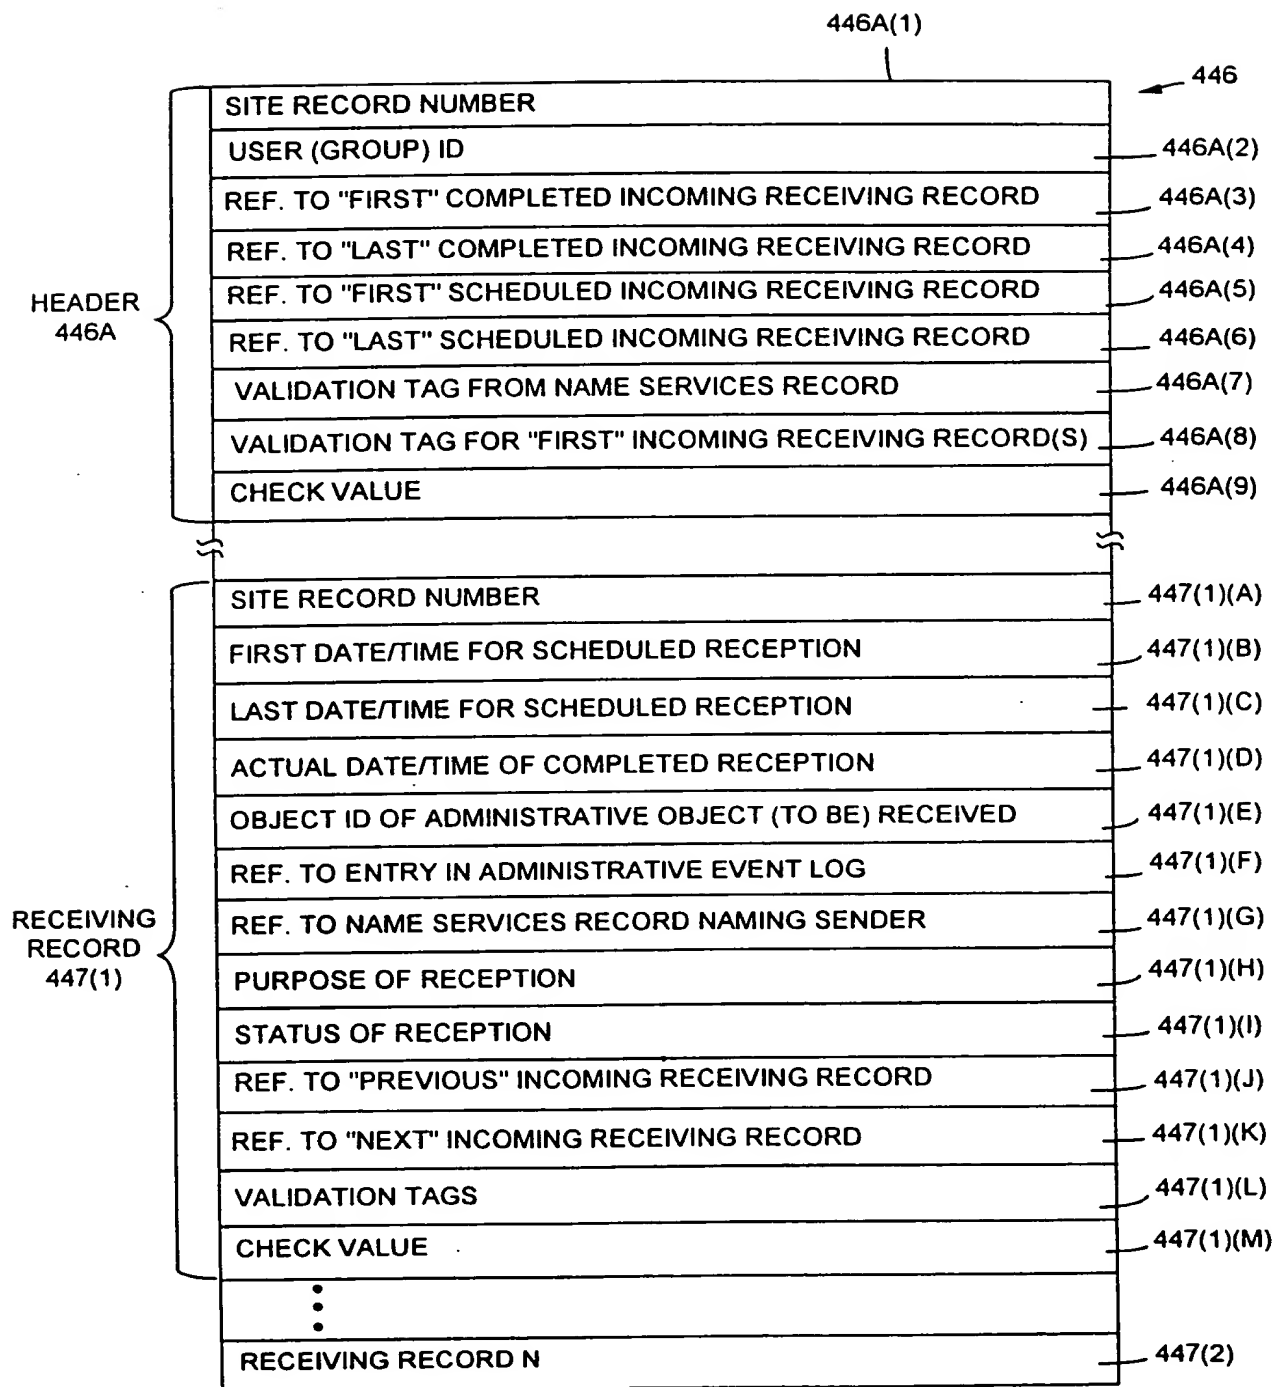 446A(1)
446
SITE RECORD NUMBER
USER (GROUP) ID 446A(2)
REF. TO "FIRST" COMPLETED INCOMING RECEIVING RECORD 446A(3)
REF. TO "LAST" COMPLETED INCOMING RECEIVING RECORD 446A(4)
REF. TO "FIRST" SCHEDULED INCOMING RECEIVING RECORD 446A(5)
HEADER
446A
REF. TO "LAST" SCHEDULED INCOMING RECEIVING RECORD 446A(6)
VALIDATION TAG FROM NAME SERVICES RECORD 446A(7)
VALIDATION TAG FOR "FIRST" INCOMING RECEIVING RECORD(S) 446A(8)
CHECK VALUE 446A(9)
SITE RECORD NUMBER 447(1)(A)
FIRST DATE/TIME FOR SCHEDULED RECEPTION 447(1)(B)
LAST DATE/TIME FOR SCHEDULED RECEPTION 447(1)(C)
ACTUAL DATE/TIME OF COMPLETED RECEPTION 447(1)(D)
OBJECT ID OF ADMINISTRATIVE OBJECT (TO BE) RECEIVED 447(1)(E)
REF. TO ENTRY IN ADMINISTRATIVE EVENT LOG 447(1)(F)
REF. TO NAME SERVICES RECORD NAMING SENDER 447(1)(G)
RECEIVING
RECORD
447(1)
PURPOSE OF RECEPTION 447(1)(H)
STATUS OF RECEPTION 447(1)(I)
REF. TO "PREVIOUS" INCOMING RECEIVING RECORD 447(1)(J)
REF. TO "NEXT" INCOMING RECEIVING RECORD 447(1)(K)
VALIDATION TAGS 447(1)(L)
CHECK VALUE 447(1)(M)
RECEIVING RECORD N 447(2)